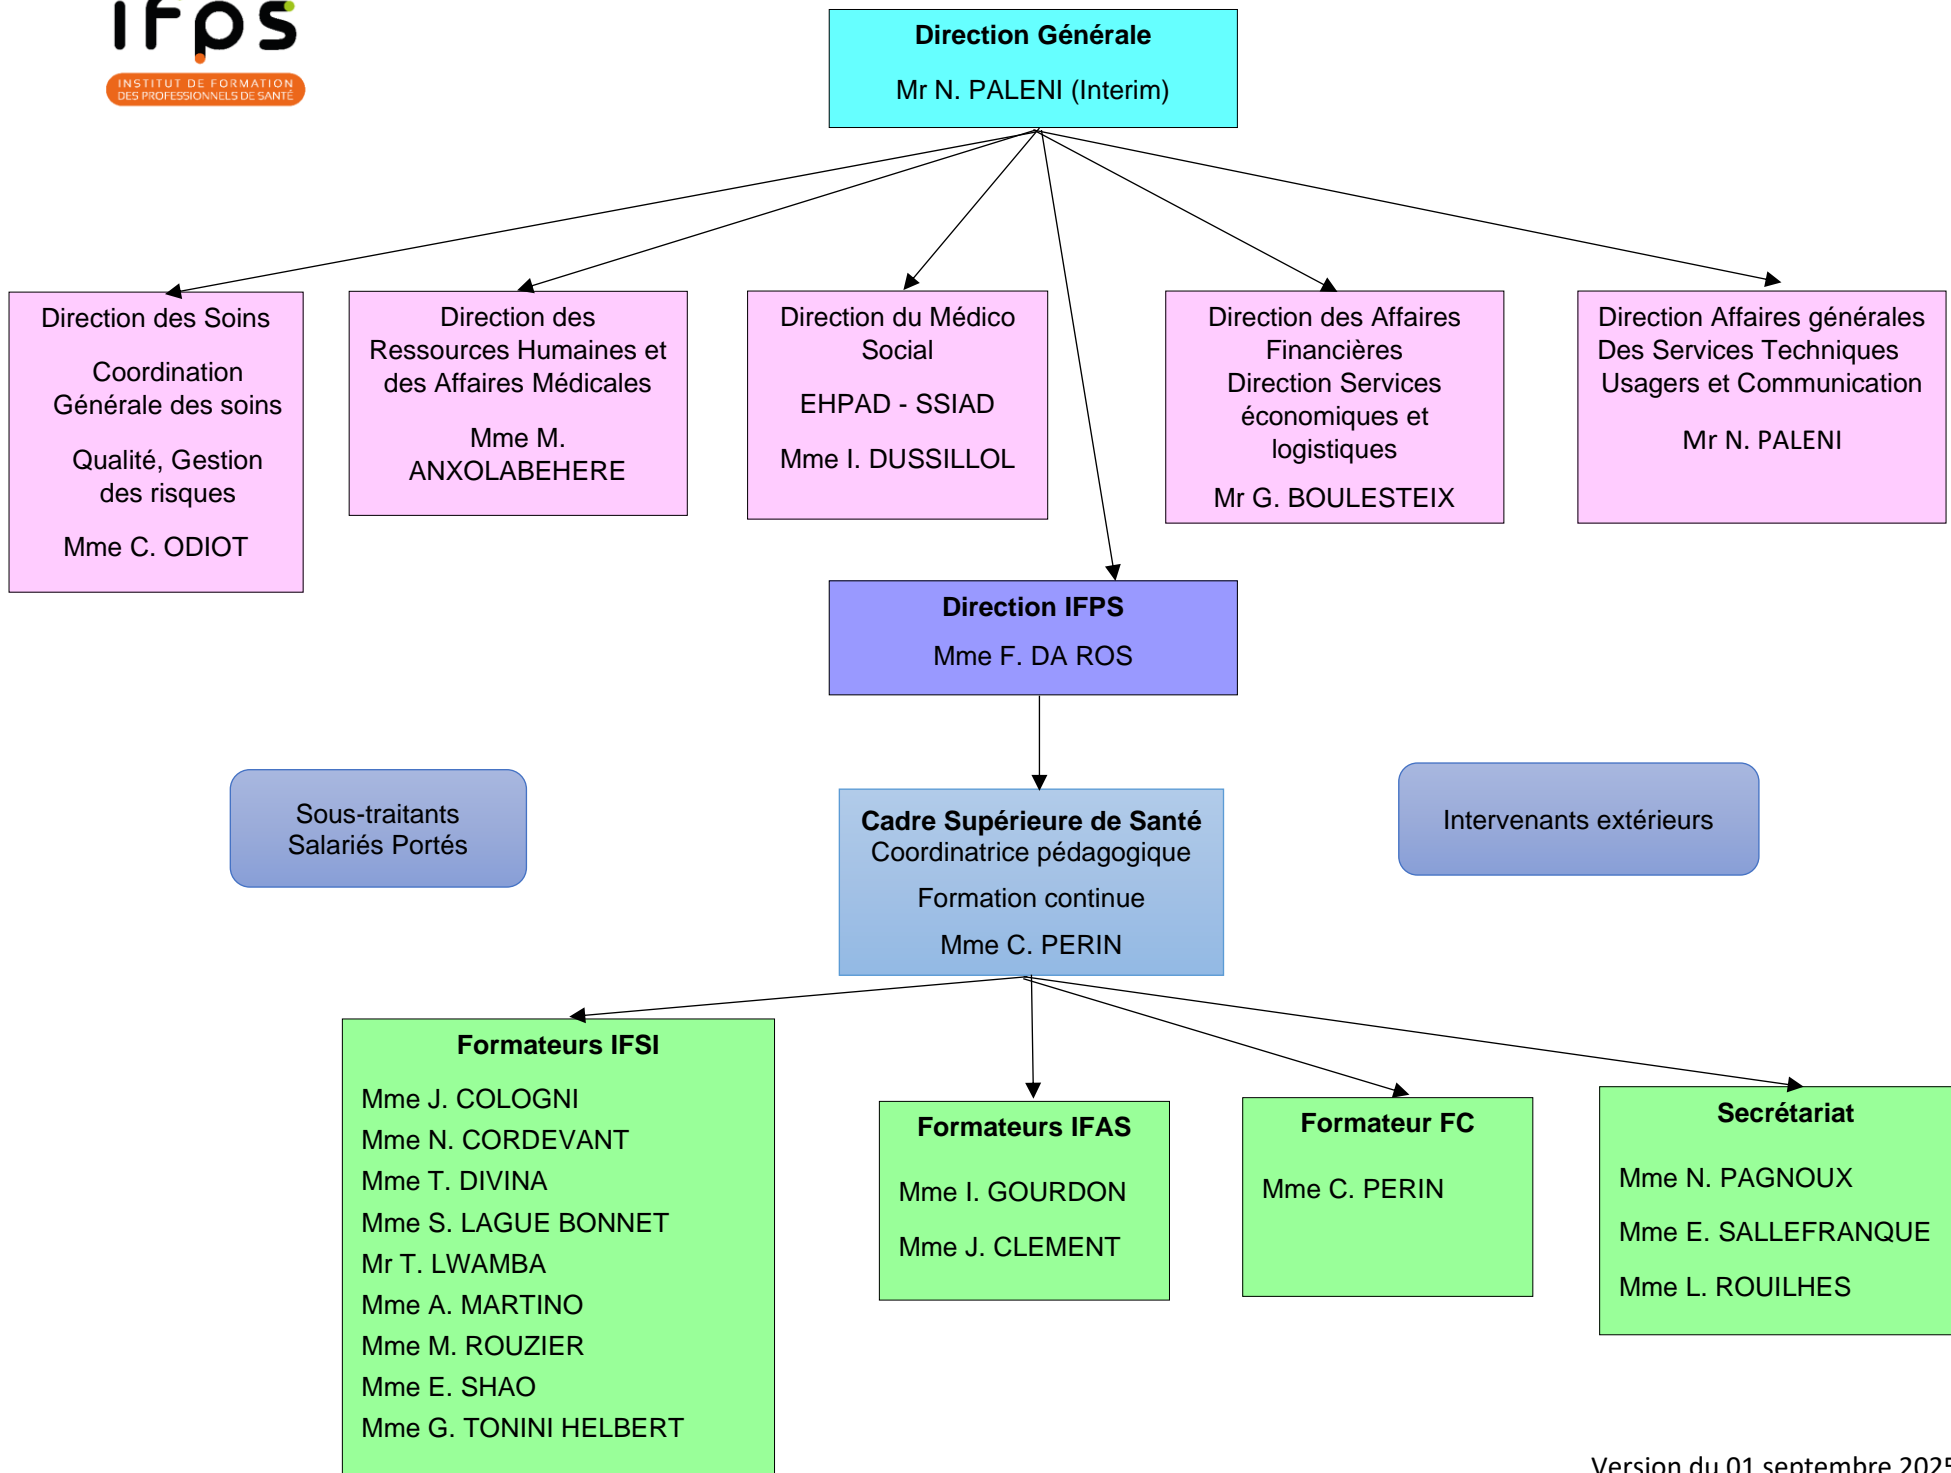 ifps
INSTITUT DE FORMATION
DES PROFESSIONNELS DE SANTÉ
Direction Générale
Mr N. PALENI (Interim)
Direction des Soins
Coordination
Générale des soins
Qualité, Gestion
des risques
Mme C. ODIOT
Direction des
Ressources Humaines et
des Affaires Médicales
Mme M.
ANXOLABEHERE
Direction du Médico
Social
EHPAD - SSIAD
Mme I. DUSSILLOL
Direction des Affaires
Financières
Direction Services
économiques et
logistiques
Mr G. BOULESTEIX
Direction Affaires générales
Des Services Techniques
Usagers et Communication
Mr N. PALENI
Direction IFPS
Mme F. DA ROS
Sous-traitants
Salariés Portés
Cadre Supérieure de Santé
Coordinatrice pédagogique
Formation continue
Mme C. PERIN
Intervenants extérieurs
Formateurs IFSI
Mme J. COLOGNI
Mme N. CORDEVANT
Mme T. DIVINA
Mme S. LAGUE BONNET
Mr T. LWAMBA
Mme A. MARTINO
Mme M. ROUZIER
Mme E. SHAO
Mme G. TONINI HELBERT
Formateurs IFAS
Mme I. GOURDON
Mme J. CLEMENT
Formateur FC
Mme C. PERIN
Secrétariat
Mme N. PAGNOUX
Mme E. SALLEFRANQUE
Mme L. ROUILHES
Version du 01 septembre 2025